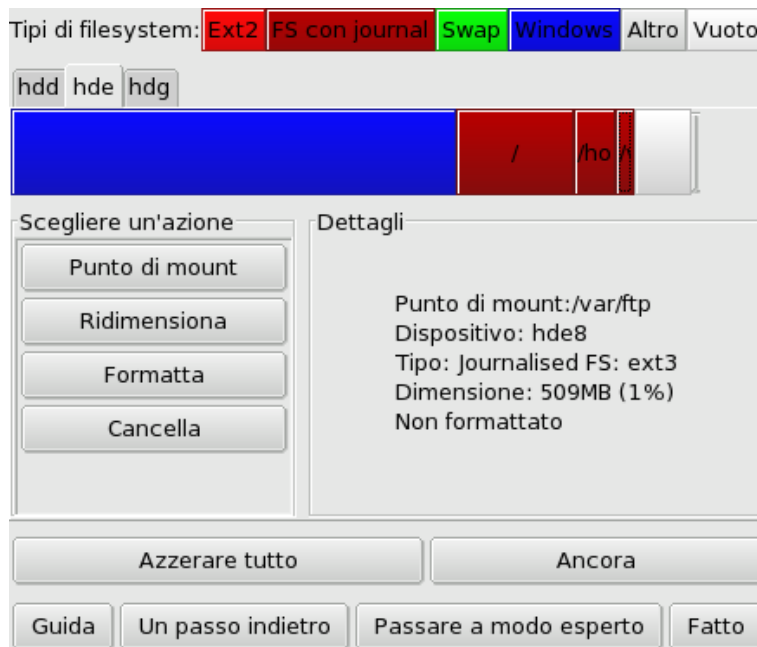 Tipi di filesystem: Ext2 FS con journal Swap Windows Altro Vuoto
hdd hde hdg
/ /ho /v
Scegliere un'azione
Punto di mount
Ridimensiona
Formatta
Cancella
Dettagli
Punto di mount:/var/ftp
Dispositivo: hde8
Tipo: Journalised FS: ext3
Dimensione: 509MB (1%)
Non formattato
Azzerare tutto Ancora
Guida Un passo indietro Passare a modo esperto Fatto